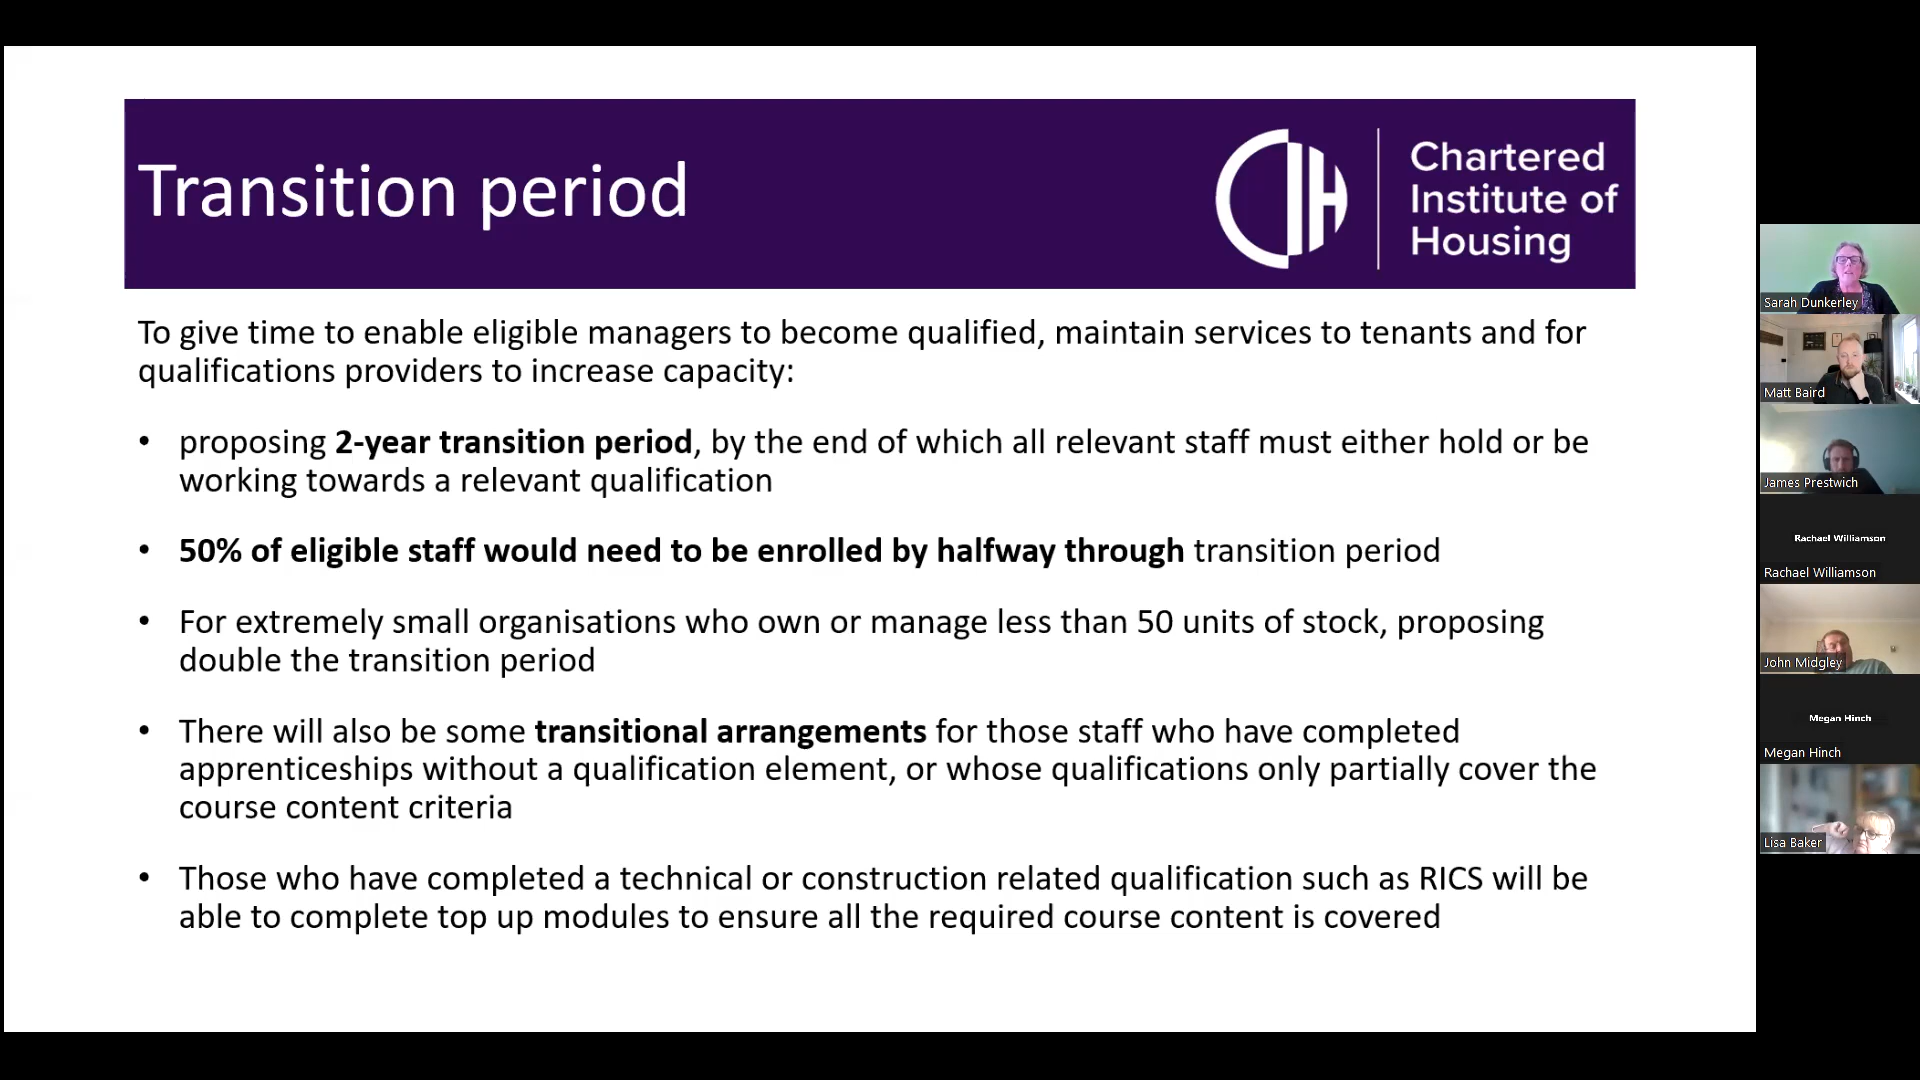 Transition period
Chartered
Institute of
Housing
To give time to enable eligible managers to become qualified, maintain services to tenants and for
qualifications providers to increase capacity:
• proposing 2-year transition period, by the end of which all relevant staff must either hold or be
working towards a relevant qualification
• 50% of eligible staff would need to be enrolled by halfway through transition period
• For extremely small organisations who own or manage less than 50 units of stock, proposing
double the transition period
• There will also be some transitional arrangements for those staff who have completed
apprenticeships without a qualification element, or whose qualifications only partially cover the
course content criteria
• Those who have completed a technical or construction related qualification such as RICS will be
able to complete top up modules to ensure all the required course content is covered
Sarah Dunkerley
Matt Baird
James Prestwich
Rachael Williamson
Rachael Williamson
John Midgley
Megan Hinch
Megan Hinch
Lisa Baker